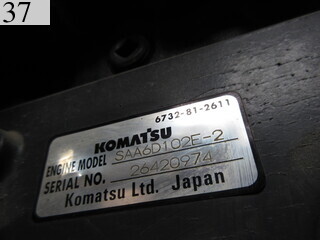 37
6732-81-2611
KOMATSU
ENGINE MODEL SAA6D102E-2
SERIAL NO. 26420974
Komatsu Ltd. Japan